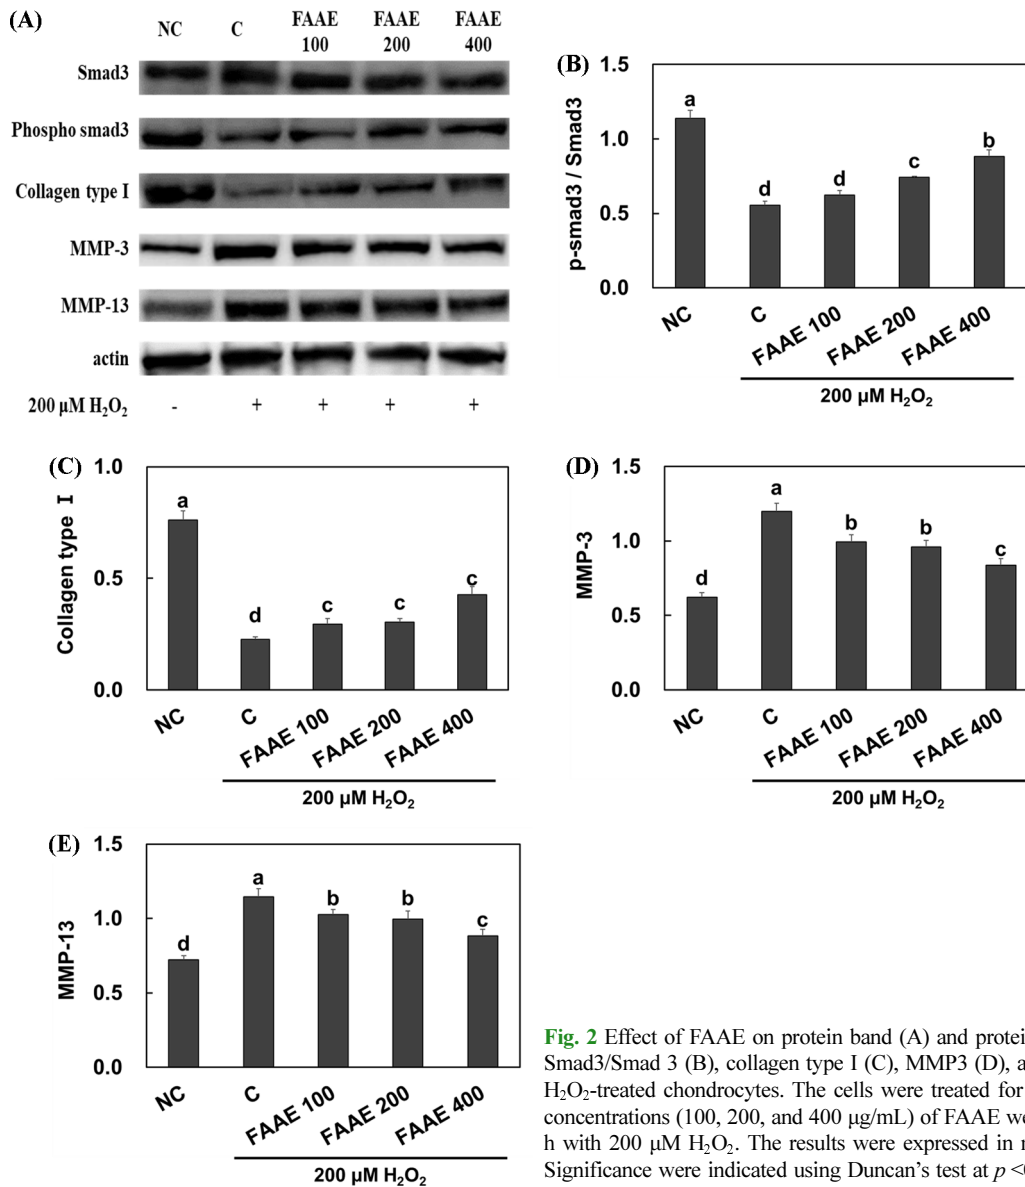 (A)
NC C FAAE 100 FAAE 200 FAAE 400
Smad3
Phospho smad3
Collagen type I
MMP-3
MMP-13
actin
200 µM H₂O₂ - + + + +
(B)
p-smad3 / Smad3
1.5
1.0
0.5
0.0
a d d c b
NC C FAAE 100 FAAE 200 FAAE 400
200 µM H₂O₂
(C)
Collagen type I
1.0
0.5
0.0
a d c c c
NC C FAAE 100 FAAE 200 FAAE 400
200 µM H₂O₂
(D)
MMP-3
1.5
1.0
0.5
0.0
d a b b c
NC C FAAE 100 FAAE 200 FAAE 400
200 µM H₂O₂
(E)
MMP-13
1.5
1.0
0.5
0.0
d a b b c
NC C FAAE 100 FAAE 200 FAAE 400
200 µM H₂O₂
Fig. 2 Effect of FAAE on protein band (A) and protein
Smad3/Smad 3 (B), collagen type I (C), MMP3 (D), a
H₂O₂-treated chondrocytes. The cells were treated for
concentrations (100, 200, and 400 µg/mL) of FAAE we
h with 200 µM H₂O₂. The results were expressed in
Significance were indicated using Duncan's test at p <